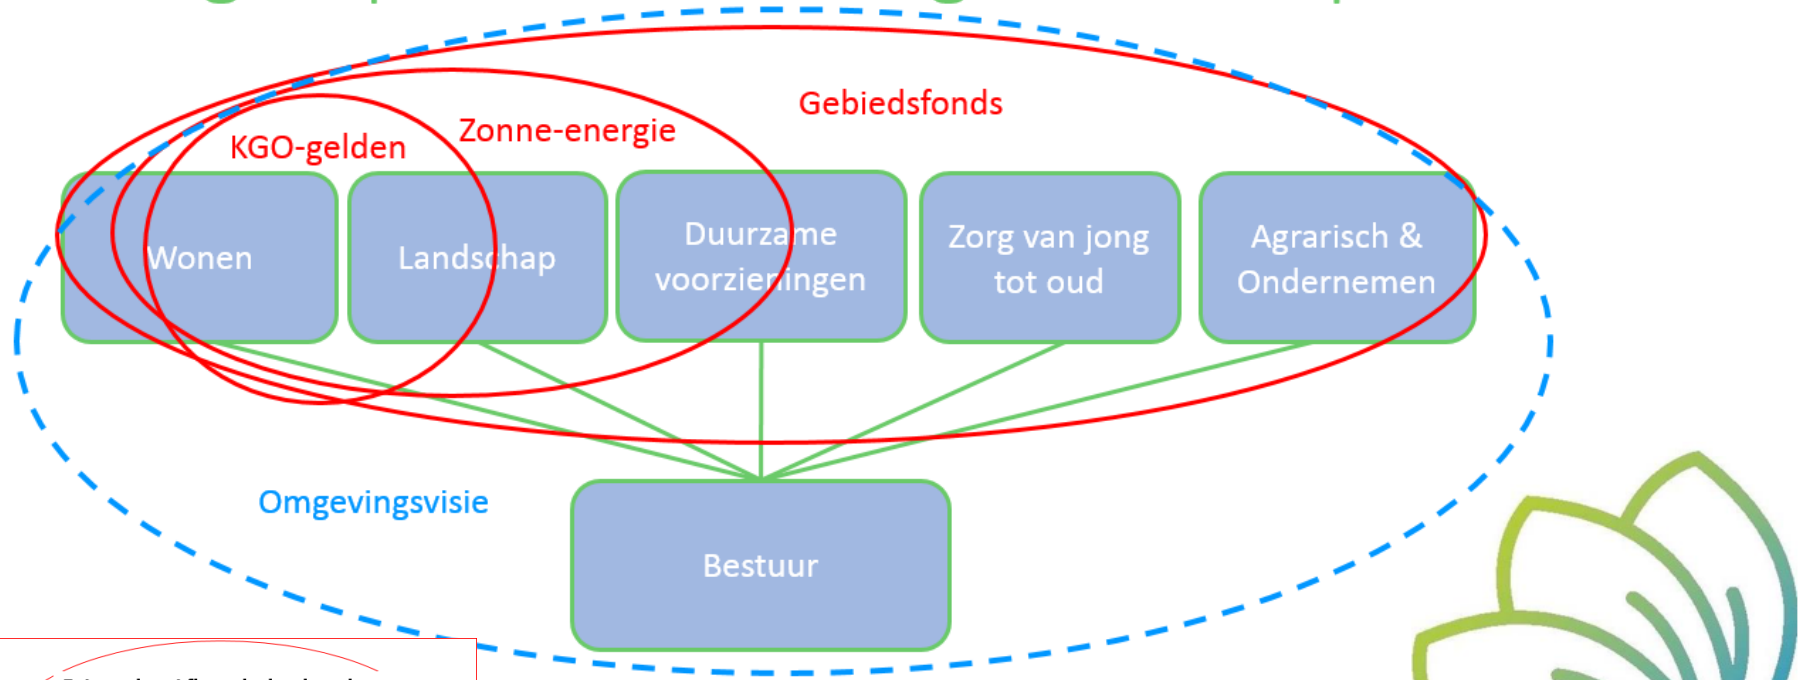 Gebiedsfonds
Zonne-energie
KGO-gelden
Wonen
Landschap
Duurzame
voorzieningen
Zorg van jong
tot oud
Agrarisch &
Ondernemen
Omgevingsvisie
Bestuur